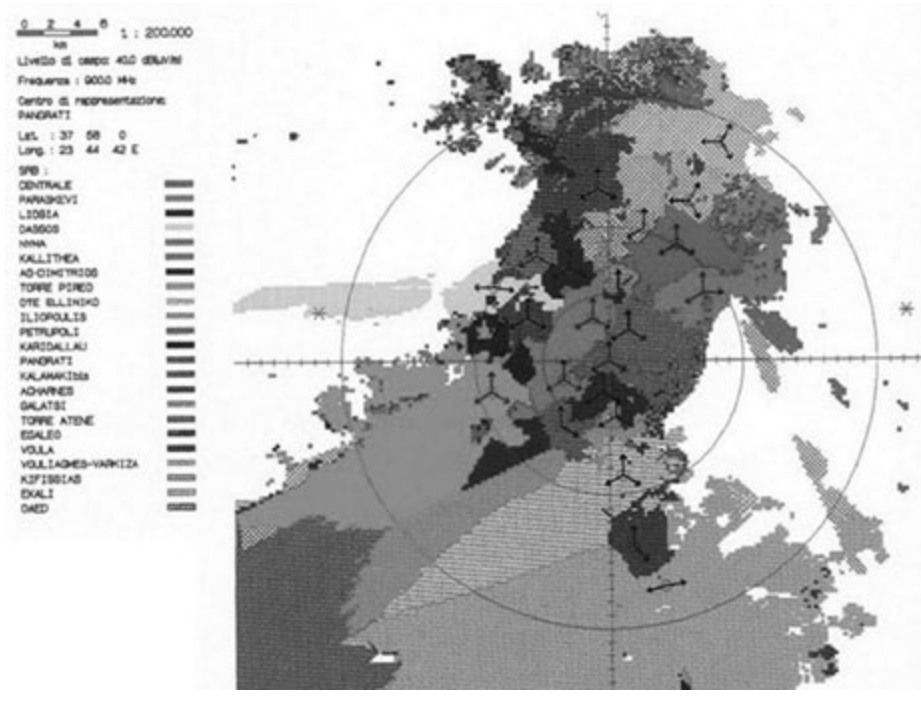 0 2 4 6
km
1 : 200.000
Livello di campo: 40.0 dBuV/m
Frequenza : 900.0 MHz
Centro di rappresentazione:
PANGRATI
Lat. : 37 58 0
Long. : 23 44 42 E
SRB :
CENTRALE
PARASKEVI
LIOSIA
DASSOS
NYMA
KALLITHEA
AG-DIMITRIOS
TORRE PIREO
OTE ELLINIKO
ILIOPOULIS
PETRUPOLI
KARIDALLAU
PANGRATI
KALAMAKIbis
ACHARNES
GALATSI
TORRE ATENE
EGALEO
VOULA
VOULIAGMES-VARKIZA
KIFISSIAS
EKALI
OAED